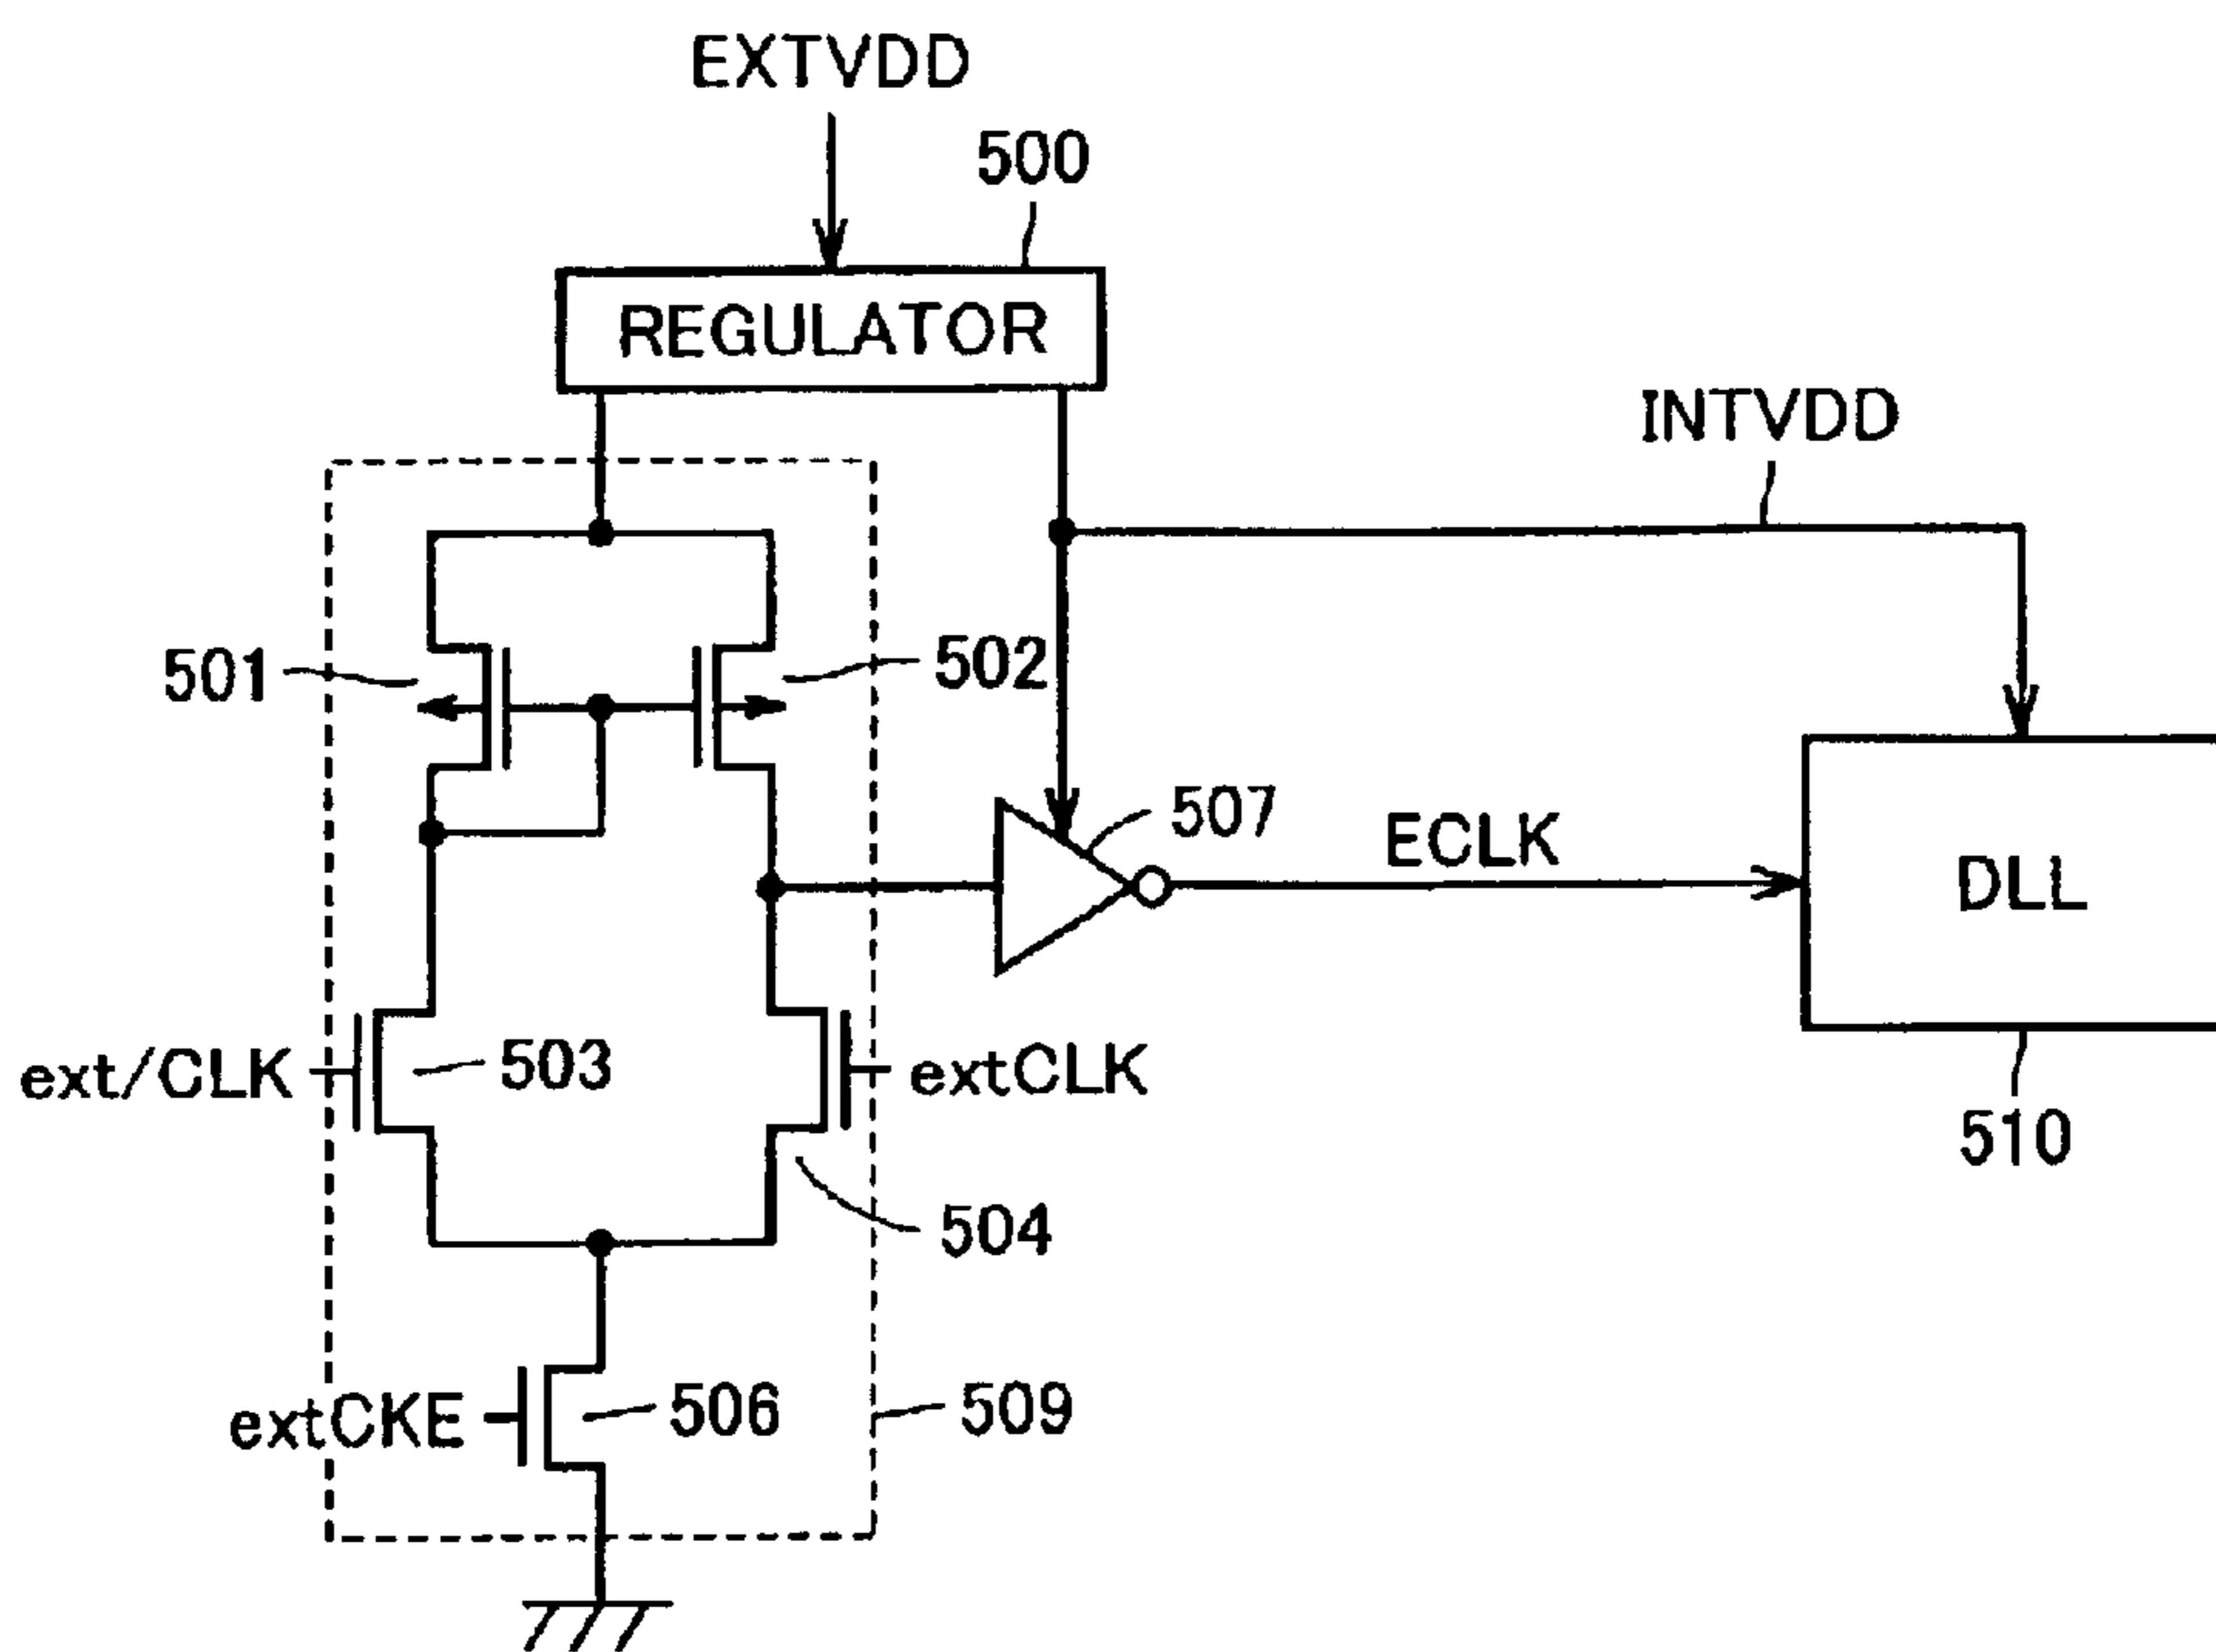 EXTVDD
500
REGULATOR
INTVDD
501
502
507
ECLK
DLL
ext/CLK
503
extCLK
510
504
extCKE
506
509